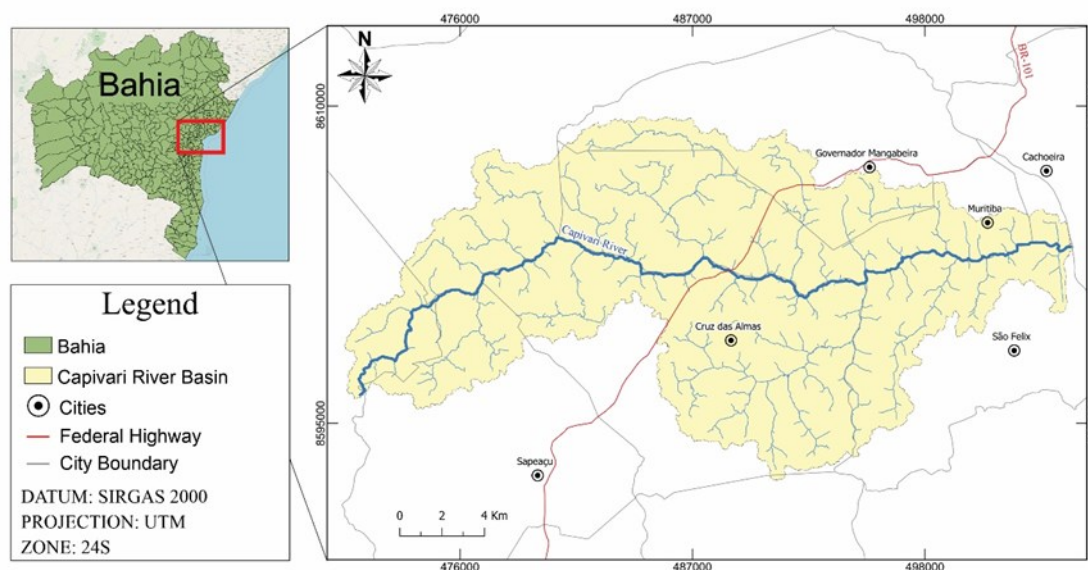 Bahia
476000
487000
498000
N
BR-101
8610000
Governador Mangabeira
Cachoeira
Muritiba
Capivari River
Cruz das Almas
São Felix
8595000
Sapeaçu
0 2 4 Km
476000
487000
498000
Legend
Bahia
Capivari River Basin
Cities
Federal Highway
City Boundary
DATUM: SIRGAS 2000
PROJECTION: UTM
ZONE: 24S